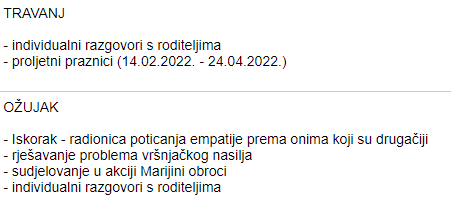 TRAVANJ
- individualni razgovori s roditeljima
- proljetni praznici (14.02.2022. - 24.04.2022.)
OŽUJAK
- Iskorak - radionica poticanja empatije prema onima koji su drugačiji
- rješavanje problema vršnjačkog nasilja
- sudjelovanje u akciji Marijini obroci
- individualni razgovori s roditeljima